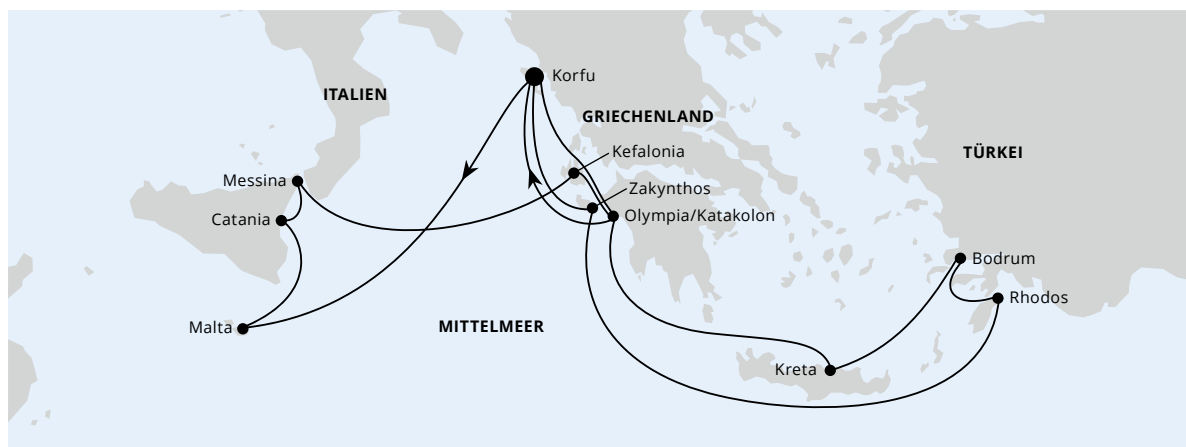 Korfu
ITALIEN
GRIECHENLAND
Kefalonia
TÜRKEI
Messina
Zakynthos
Catania
Olympia/Katakolon
Bodrum
Rhodos
Malta
MITTELMEER
Kreta